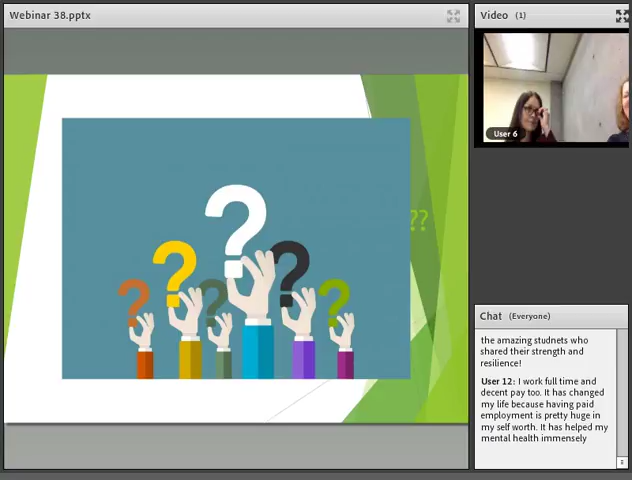 Webinar 38.pptx
Video (1)
User 6
??
? ? ? ? ? ?
Chat (Everyone)
the amazing studnets who
shared their strength and
resilience!
User 12: I work full time and
decent pay too. It has changed
my life because having paid
employment is pretty huge in
my self worth. It has helped my
mental health immensely